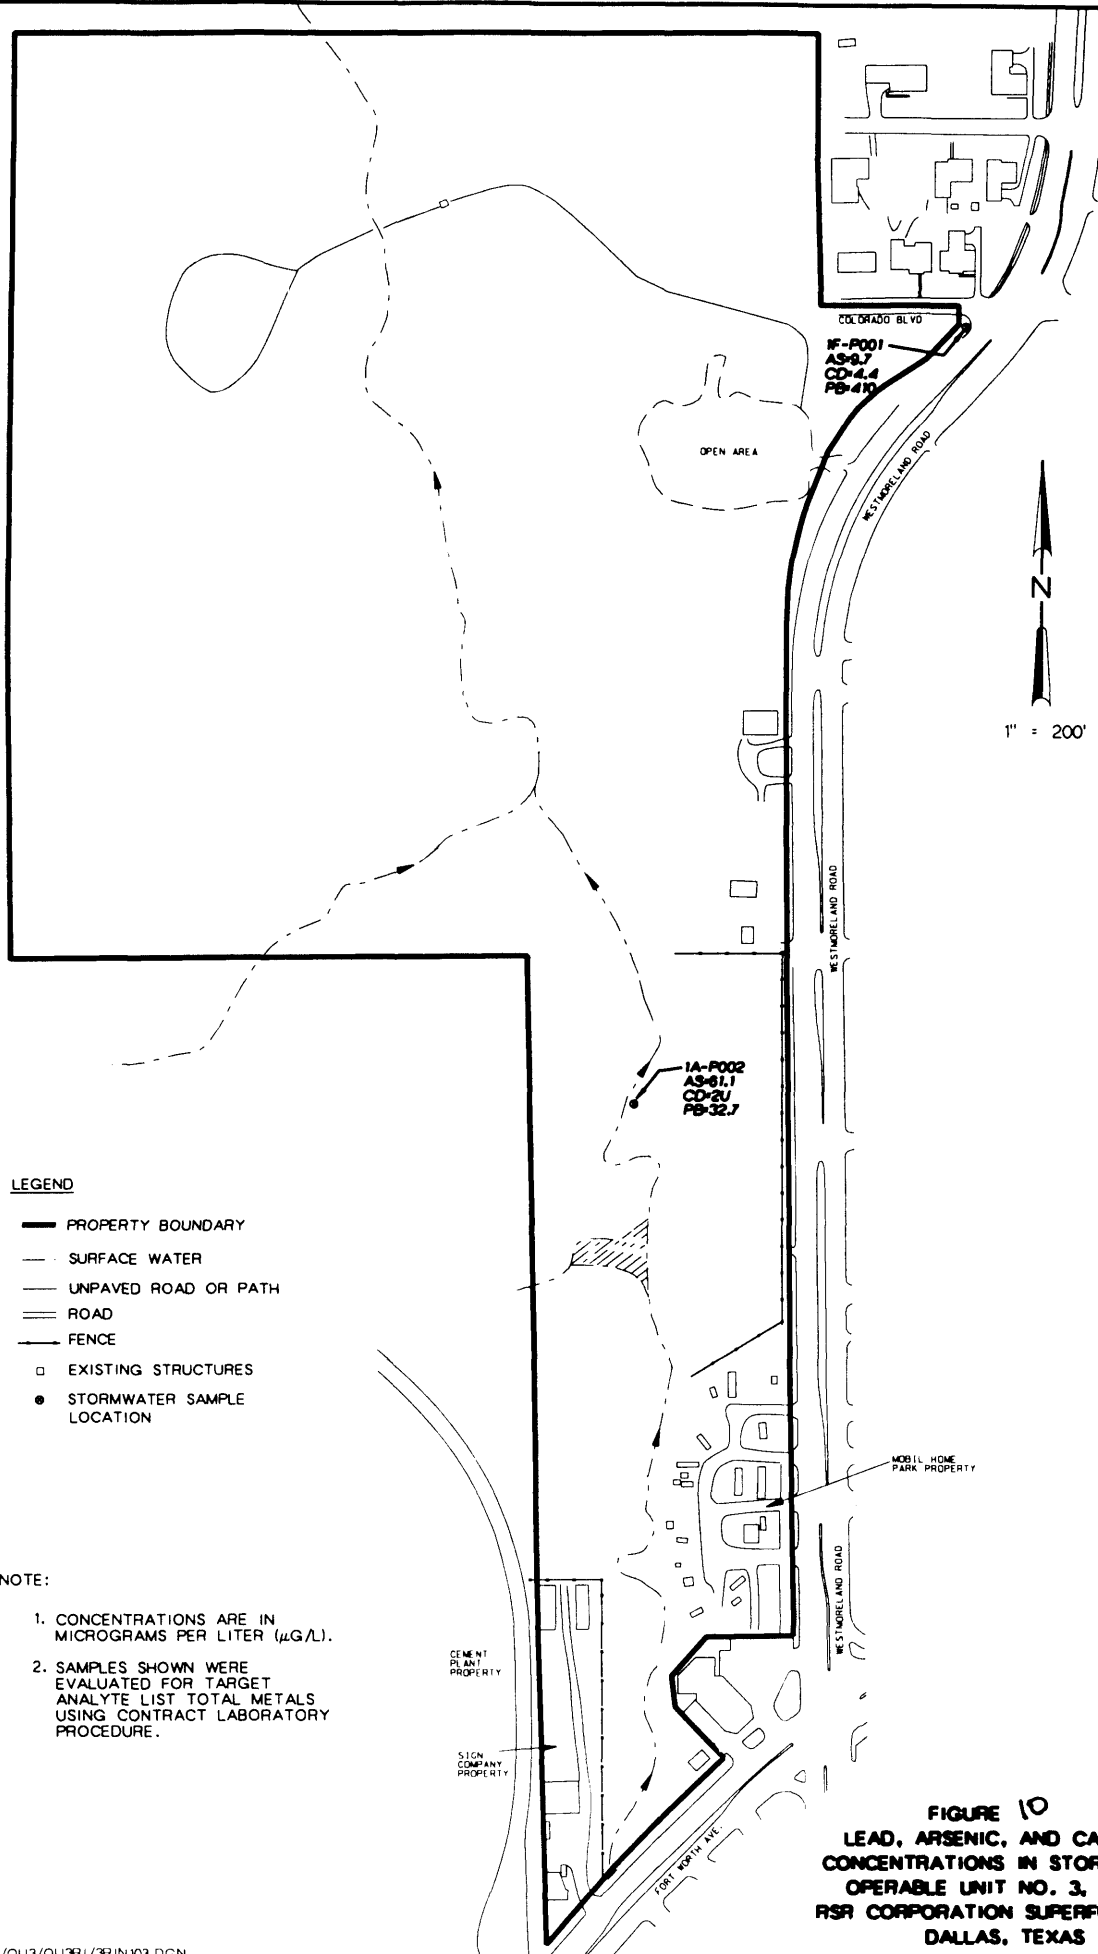 COLORADO BLVD
1F-P001
AS=9.7
CD=4.4
PB=410
OPEN AREA
WESTMORELAND ROAD
N
1" = 200'
WESTMORELAND ROAD
1A-P002
AS=61.1
CD=2U
PB=32.7
LEGEND
PROPERTY BOUNDARY
SURFACE WATER
UNPAVED ROAD OR PATH
ROAD
FENCE
EXISTING STRUCTURES
STORMWATER SAMPLE
LOCATION
MOBIL HOME
PARK PROPERTY
WESTMORELAND ROAD
NOTE:
1. CONCENTRATIONS ARE IN
MICROGRAMS PER LITER (µG/L).
2. SAMPLES SHOWN WERE
EVALUATED FOR TARGET
ANALYTE LIST TOTAL METALS
USING CONTRACT LABORATORY
PROCEDURE.
CEMENT
PLANT
PROPERTY
SIGN
COMPANY
PROPERTY
FORT WORTH AVE.
FIGURE 10
LEAD, ARSENIC, AND CA
CONCENTRATIONS IN STOR
OPERABLE UNIT NO. 3,
RSR CORPORATION SUPERF
DALLAS, TEXAS